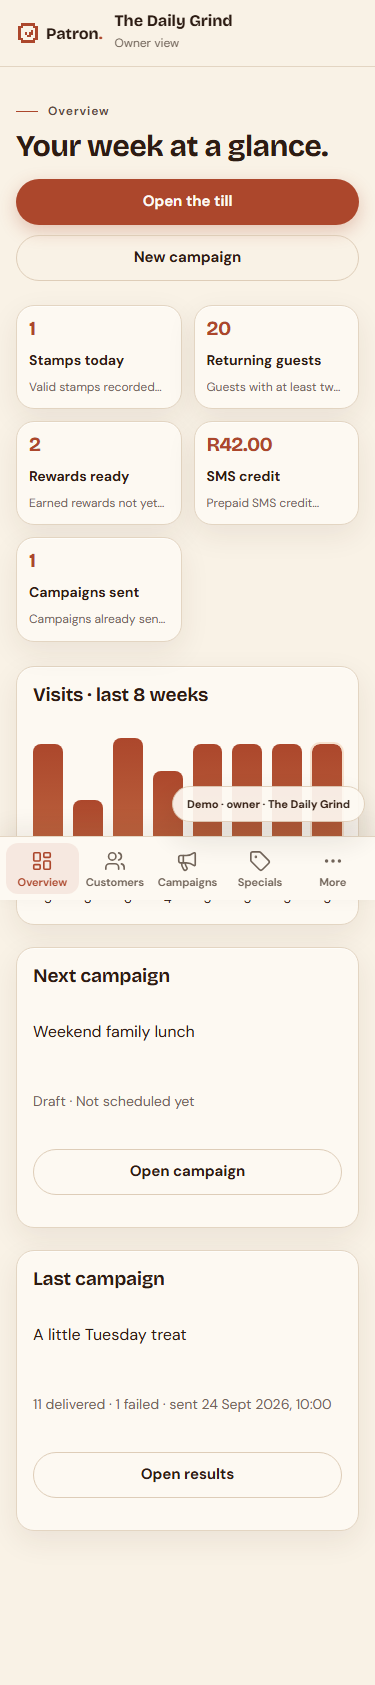 Patron.
The Daily Grind
Owner view
Overview
Your week at a glance.
Open the till
New campaign
1
Stamps today
Valid stamps recorded...
20
Returning guests
Guests with at least tw...
2
Rewards ready
Earned rewards not yet...
R42.00
SMS credit
Prepaid SMS credit...
1
Campaigns sent
Campaigns already sen...
Visits · last 8 weeks
Demo · owner · The Daily Grind
Overview
Customers
Campaigns
Specials
More
Next campaign
Weekend family lunch
Draft · Not scheduled yet
Open campaign
Last campaign
A little Tuesday treat
11 delivered · 1 failed · sent 24 Sept 2026, 10:00
Open results